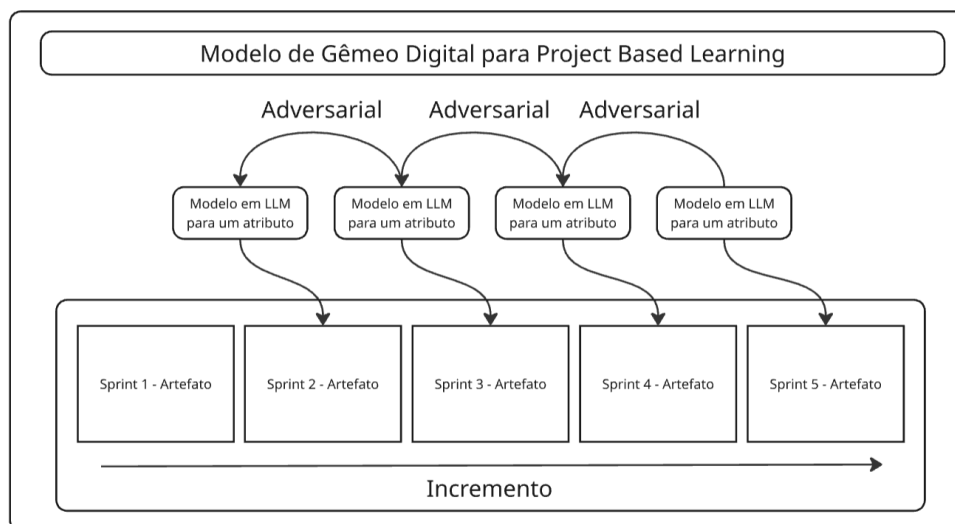 Modelo de Gêmeo Digital para Project Based Learning
Adversarial
Adversarial
Adversarial
Modelo em LLM
para um atributo
Modelo em LLM
para um atributo
Modelo em LLM
para um atributo
Modelo em LLM
para um atributo
Sprint 1 - Artefato
Sprint 2 - Artefato
Sprint 3 - Artefato
Sprint 4 - Artefato
Sprint 5 - Artefato
Incremento